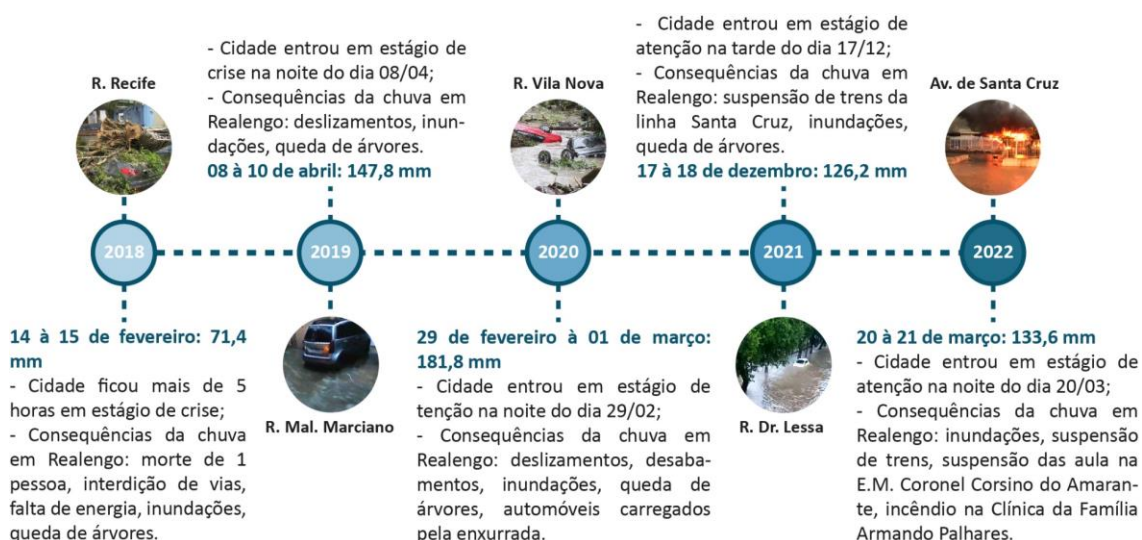 R. Recife
2018
14 à 15 de fevereiro: 71,4
mm
- Cidade ficou mais de 5
horas em estágio de crise;
- Consequências da chuva
em Realengo: morte de 1
pessoa, interdição de vias,
falta de energia, inundações,
queda de árvores.
- Cidade entrou em estágio de
crise na noite do dia 08/04;
- Consequências da chuva em
Realengo: deslizamentos, inun-
dações, queda de árvores.
08 à 10 de abril: 147,8 mm
2019
R. Mal. Marciano
R. Vila Nova
2020
29 de fevereiro à 01 de março:
181,8 mm
- Cidade entrou em estágio de
tenção na noite do dia 29/02;
- Consequências da chuva em
Realengo: deslizamentos, desaba-
mentos, inundações, queda de
árvores, automóveis carregados
pela enxurrada.
- Cidade entrou em estágio de
atenção na tarde do dia 17/12;
- Consequências da chuva em
Realengo: suspensão de trens da
linha Santa Cruz, inundações,
queda de árvores.
17 à 18 de dezembro: 126,2 mm
2021
R. Dr. Lessa
Av. de Santa Cruz
2022
20 à 21 de março: 133,6 mm
- Cidade entrou em estágio de
atenção na noite do dia 20/03;
- Consequências da chuva em
Realengo: inundações, suspensão
de trens, suspensão das aula na
E.M. Coronel Corsino do Amaran-
te, incêndio na Clínica da Família
Armando Palhares.